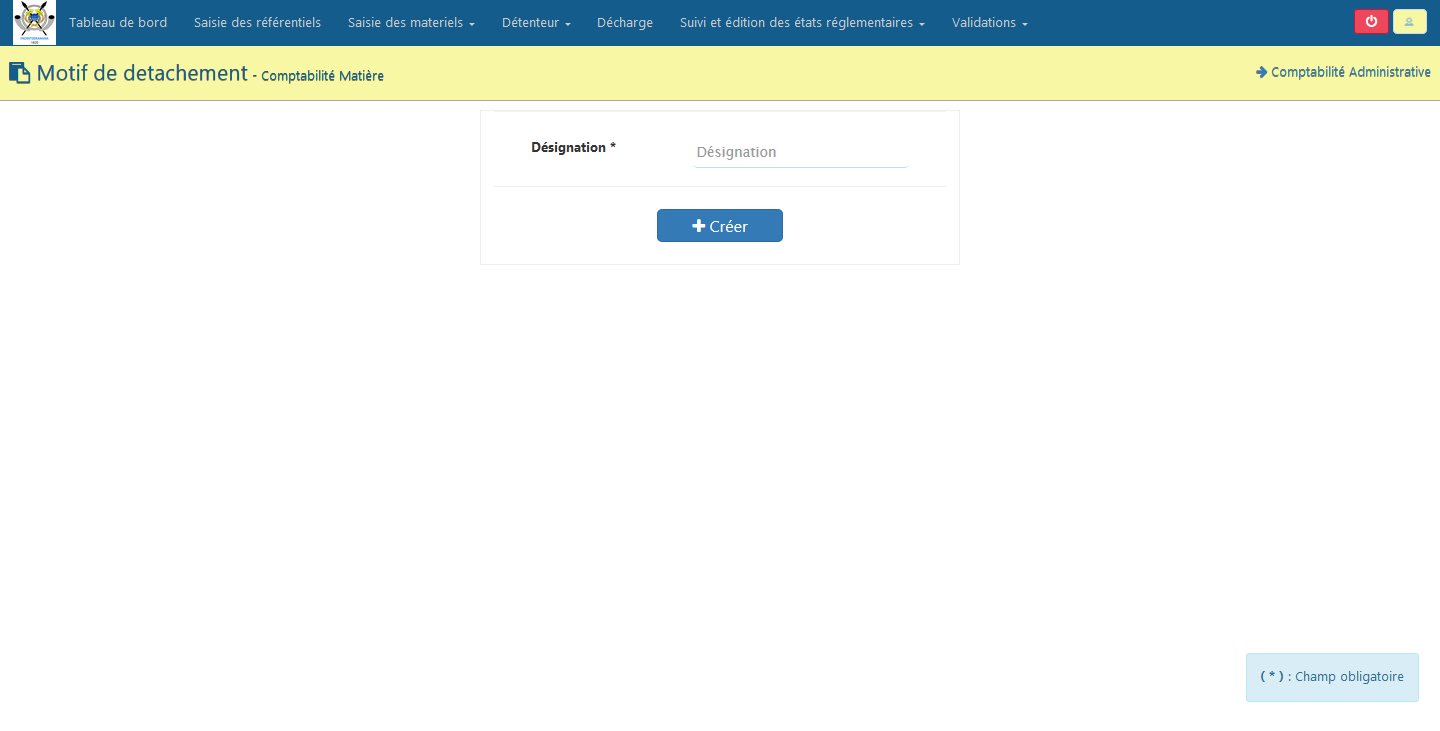 Tableau de bord Saisie des référentiels Saisie des materiels Détenteur Décharge Suivi et édition des états réglementaires Validations
Motif de detachement - Comptabilité Matière
Comptabilité Administrative
Désignation * Désignation
Créer
( * ) : Champ obligatoire